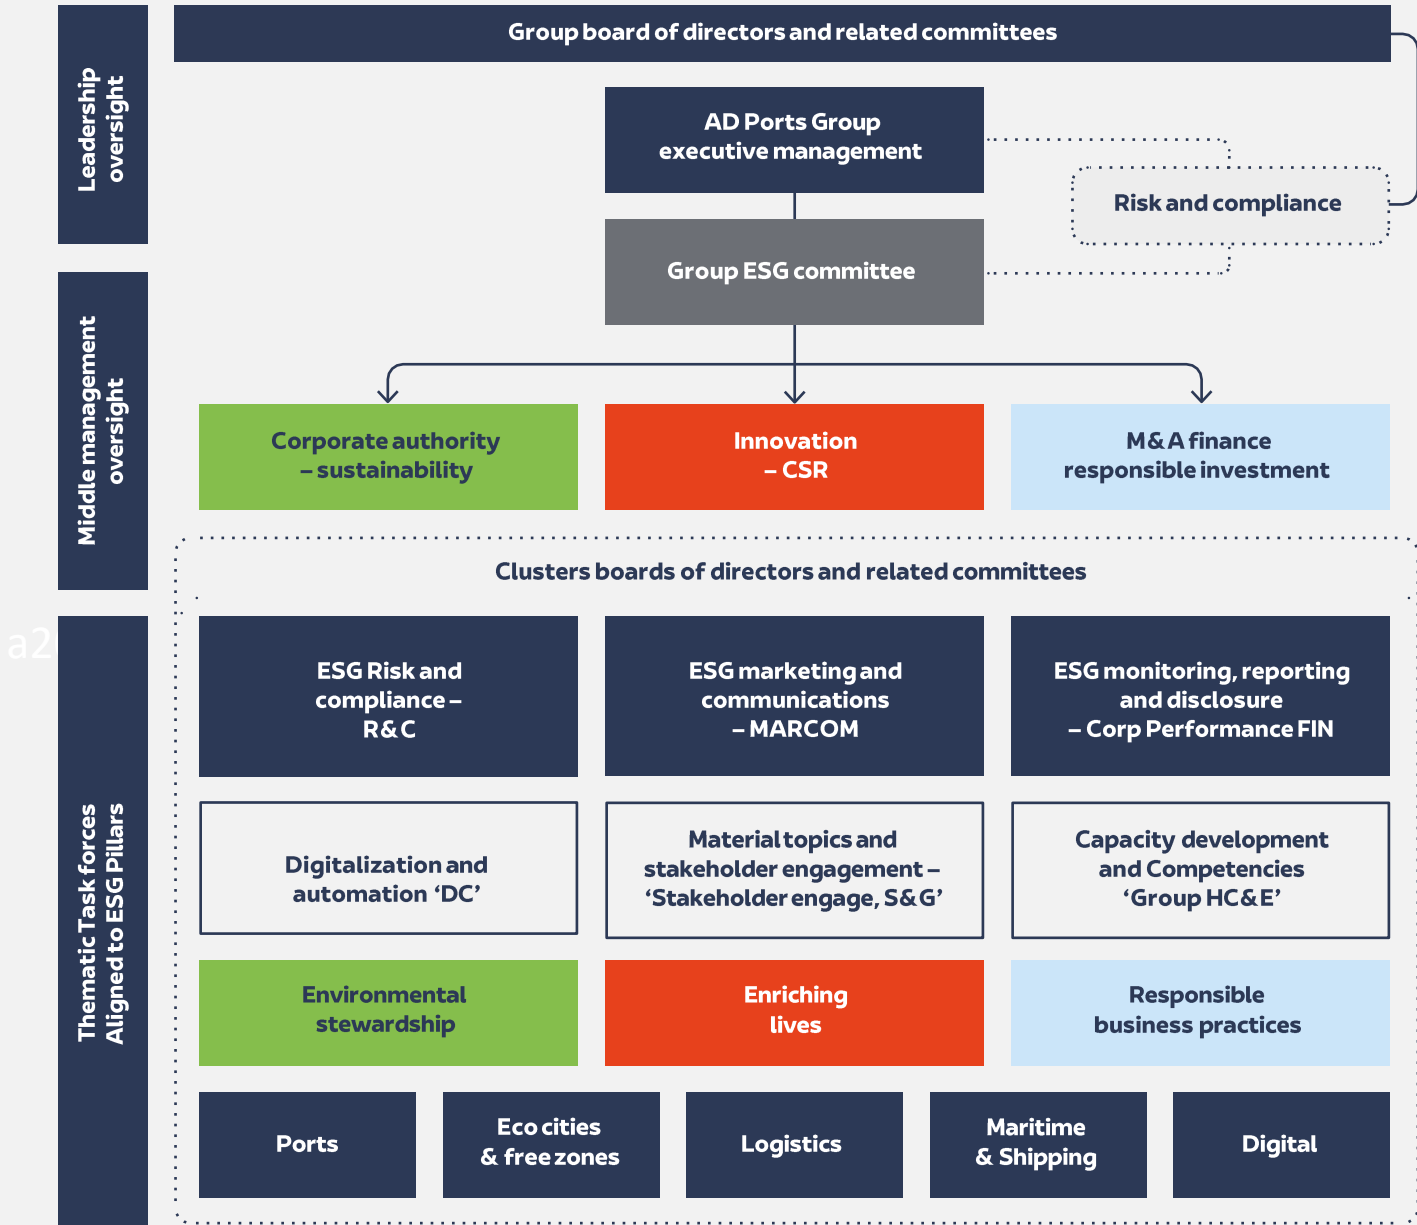 Leadership
oversight
Group board of directors and related committees
AD Ports Group
executive management
Risk and compliance
Group ESG committee
Middle management
oversight
Corporate authority
– sustainability
Innovation
– CSR
M&A finance
responsible investment
Clusters boards of directors and related committees
a2
Thematic Task forces
Aligned to ESG Pillars
ESG Risk and
compliance –
R&C
ESG marketing and
communications
– MARCOM
ESG monitoring, reporting
and disclosure
– Corp Performance FIN
Digitalization and
automation ‘DC’
Material topics and
stakeholder engagement –
‘Stakeholder engage, S&G’
Capacity development
and Competencies
‘Group HC&E’
Environmental
stewardship
Enriching
lives
Responsible
business practices
Ports
Eco cities
& free zones
Logistics
Maritime
& Shipping
Digital